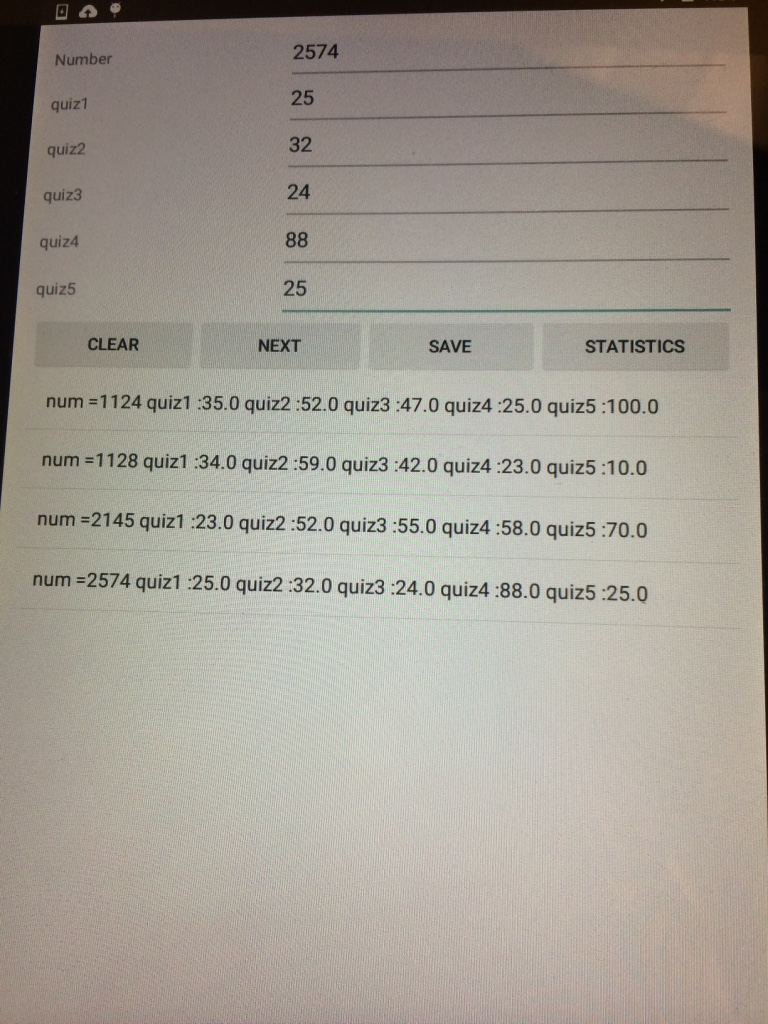 Number 2574
quiz1 25
quiz2 32
quiz3 24
quiz4 88
quiz5 25
CLEAR NEXT SAVE STATISTICS
num =1124 quiz1 :35.0 quiz2 :52.0 quiz3 :47.0 quiz4 :25.0 quiz5 :100.0
num =1128 quiz1 :34.0 quiz2 :59.0 quiz3 :42.0 quiz4 :23.0 quiz5 :10.0
num =2145 quiz1 :23.0 quiz2 :52.0 quiz3 :55.0 quiz4 :58.0 quiz5 :70.0
num =2574 quiz1 :25.0 quiz2 :32.0 quiz3 :24.0 quiz4 :88.0 quiz5 :25.0